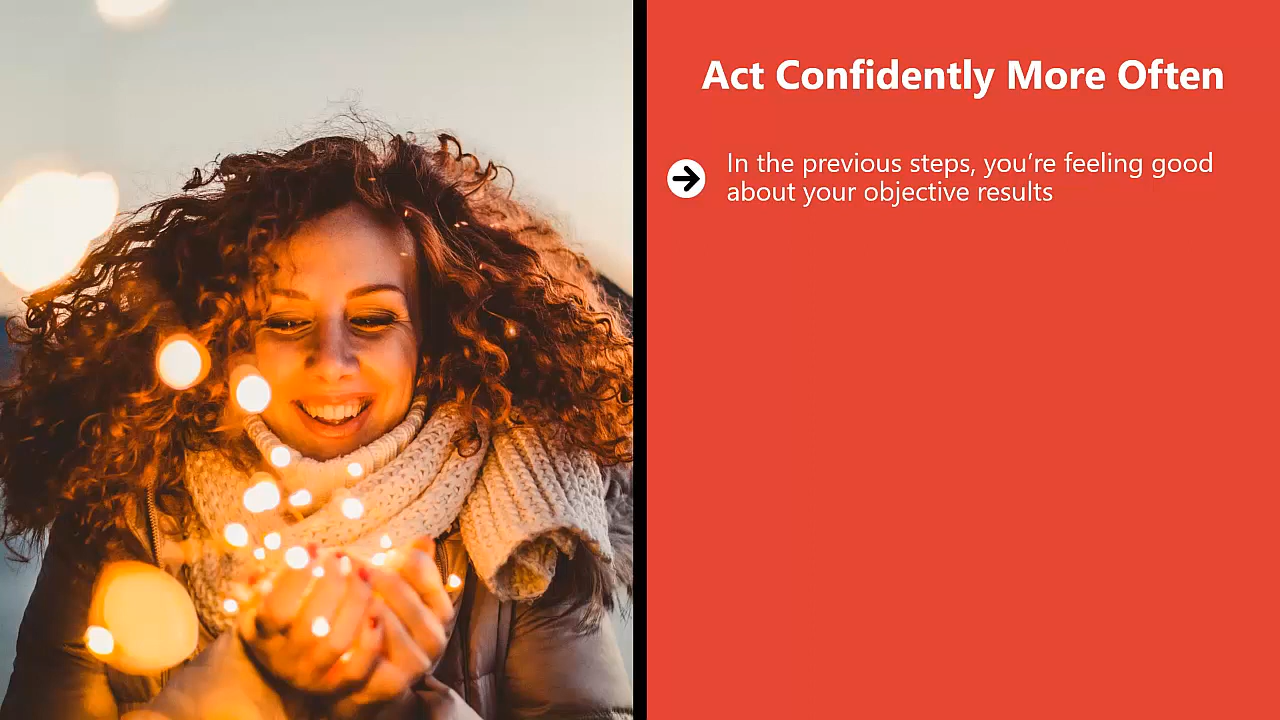 Act Confidently More Often
In the previous steps, you’re feeling good
about your objective results